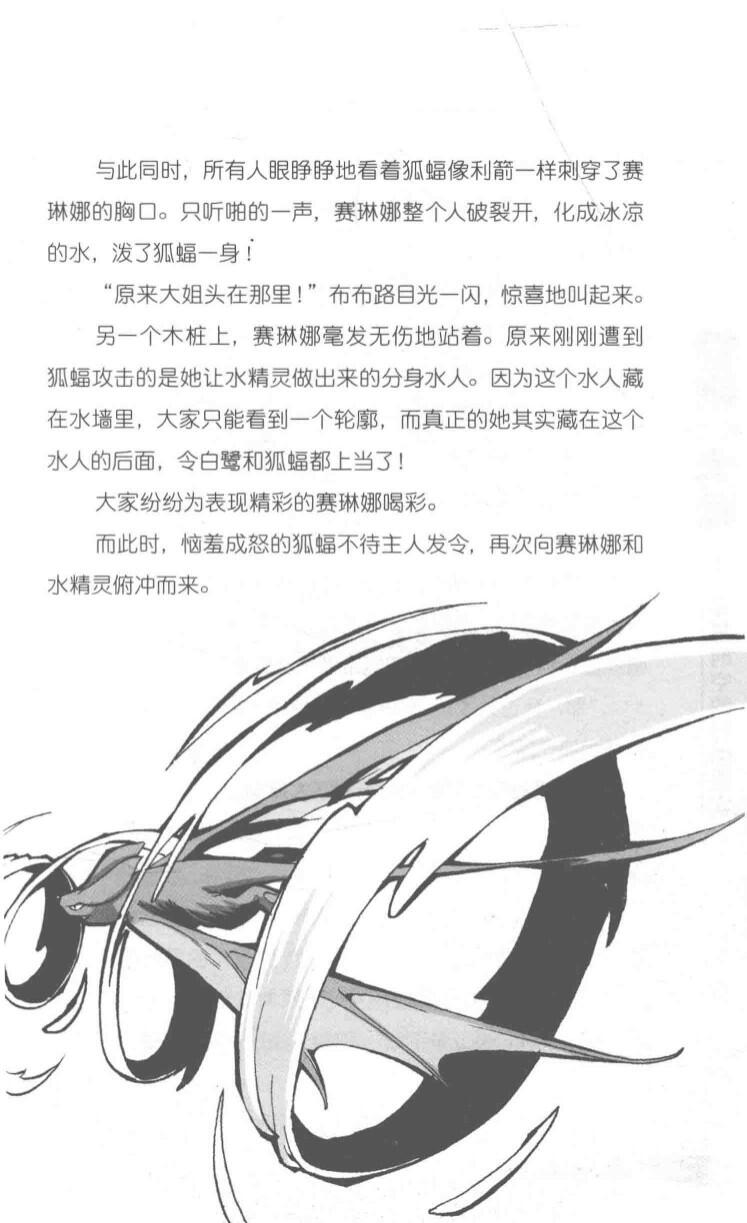 与此同时，所有人眼睁睁地看着狐蝠像利箭一样刺穿了赛
琳娜的胸口。只听啪的一声，赛琳娜整个人破裂开，化成冰凉
的水，泼了狐蝠一身！
“原来大姐头在那里！”布布路目光一闪，惊喜地叫起来。
另一个木桩上，赛琳娜毫发无伤地站着。原来刚刚遭到
狐蝠攻击的是她让水精灵做出来的分身水人。因为这个水人藏
在水墙里，大家只能看到一个轮廓，而真正的她其实藏在这个
水人的后面，令白鹭和狐蝠都上当了！
大家纷纷为表现精彩的赛琳娜喝彩。
而此时，恼羞成怒的狐蝠不待主人发令，再次向赛琳娜和
水精灵俯冲而来。